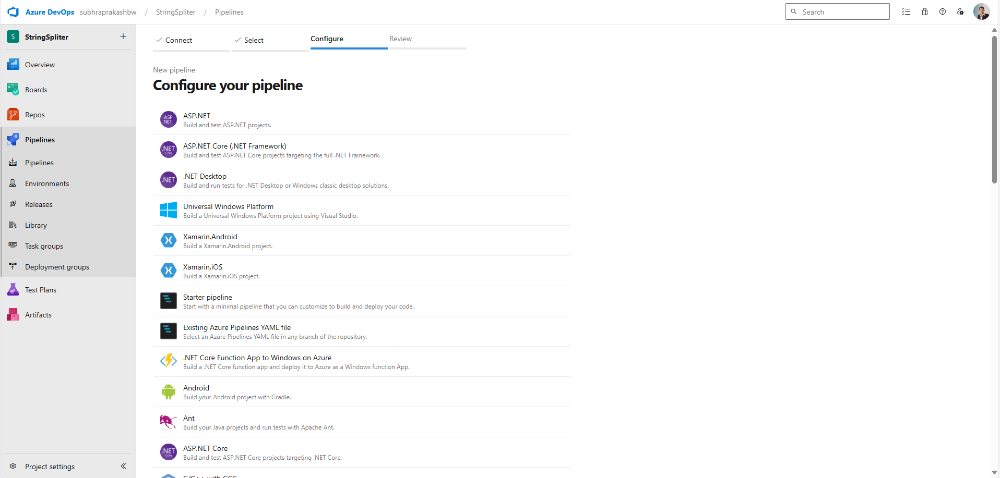 Azure DevOps subhraprakashbw / StringSpliter / Pipelines
Search
S StringSpliter
Overview
Boards
Repos
Pipelines
Pipelines
Environments
Releases
Library
Task groups
Deployment groups
Test Plans
Artifacts
Project settings
Connect
Select
Configure
Review
New pipeline
Configure your pipeline
ASP .NET
ASP.NET
Build and test ASP.NET projects.
.NET Core
ASP.NET Core (.NET Framework)
Build and test ASP.NET Core projects targeting the full .NET Framework.
.NET
.NET Desktop
Build and run tests for .NET Desktop or Windows classic desktop solutions.
Universal Windows Platform
Build a Universal Windows Platform project using Visual Studio.
Xamarin.Android
Build a Xamarin.Android project.
Xamarin.iOS
Build a Xamarin.iOS project.
Starter pipeline
Start with a minimal pipeline that you can customize to build and deploy your code.
Existing Azure Pipelines YAML file
Select an Azure Pipelines YAML file in any branch of the repository.
.NET Core Function App to Windows on Azure
Build a .NET Core function app and deploy it to Azure as a Windows function App.
Android
Build your Android project with Gradle.
Ant
Build your Java projects and run tests with Apache Ant.
.NET Core
ASP.NET Core
Build and test ASP.NET Core projects targeting .NET Core.
C/C++ with GCC